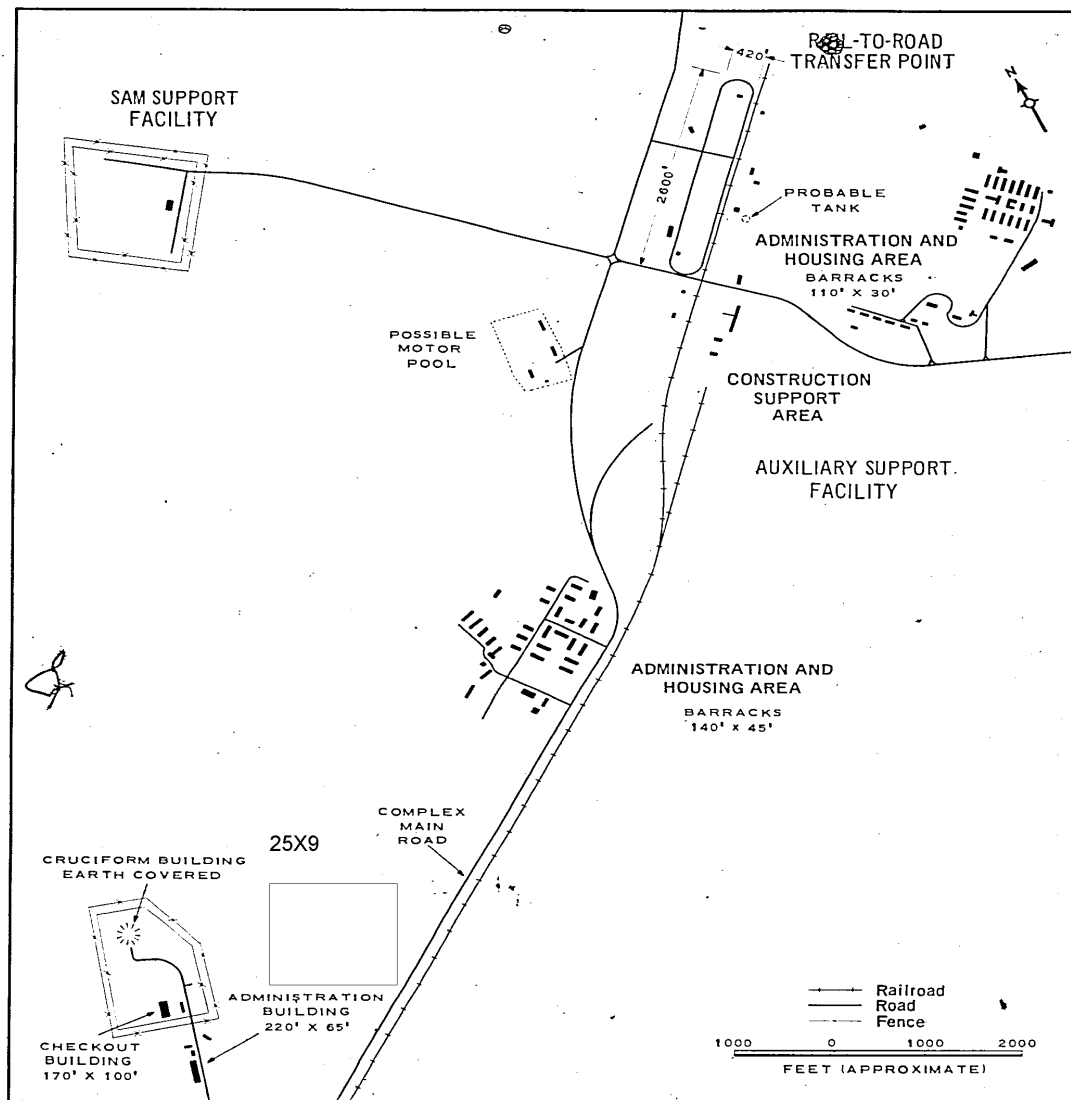 RAIL-TO-ROAD
TRANSFER POINT
420'
N
SAM SUPPORT
FACILITY
2600'
PROBABLE
TANK
ADMINISTRATION AND
HOUSING AREA
BARRACKS
110' X 30'
POSSIBLE
MOTOR
POOL
CONSTRUCTION
SUPPORT
AREA
AUXILIARY SUPPORT
FACILITY
ADMINISTRATION AND
HOUSING AREA
BARRACKS
140' X 45'
COMPLEX
MAIN
ROAD
25X9
CRUCIFORM BUILDING
EARTH COVERED
ADMINISTRATION
BUILDING
220' X 65'
CHECKOUT
BUILDING
170' X 100'
Railroad
Road
Fence
1000 0 1000 2000
FEET (APPROXIMATE)